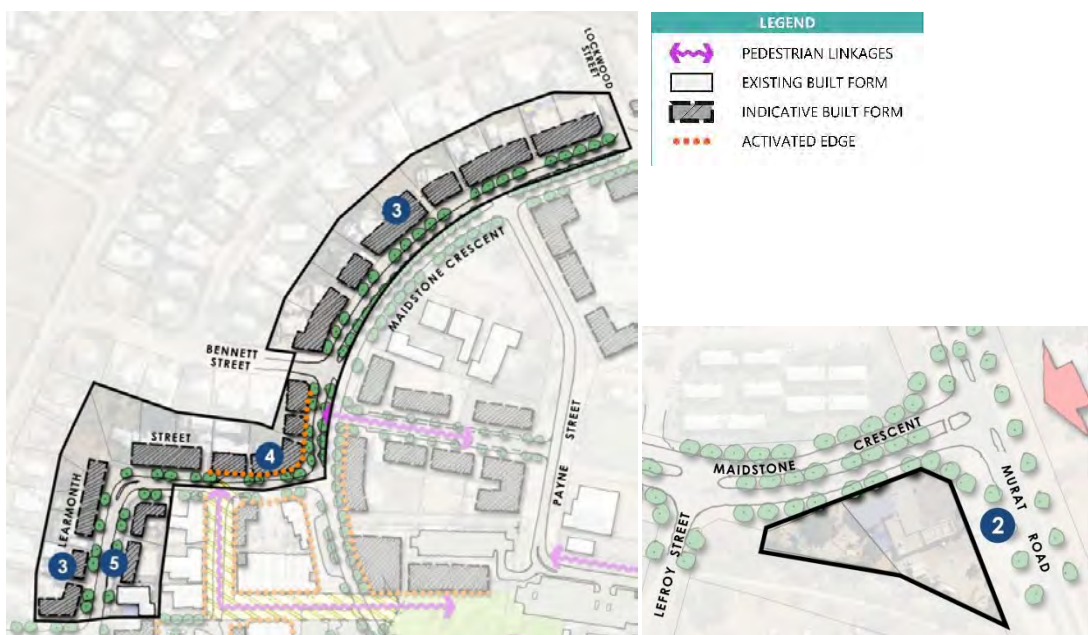 LOCKWOOD
STREET
3
MAIDSTONE CRESCENT
BENNETT
STREET
STREET
4
LEARMONTH
PAYNE STREET
3
5
LEGEND
PEDESTRIAN LINKAGES
EXISTING BUILT FORM
INDICATIVE BUILT FORM
ACTIVATED EDGE
MAIDSTONE CRESCENT
MURAT ROAD
2
LEFROY STREET